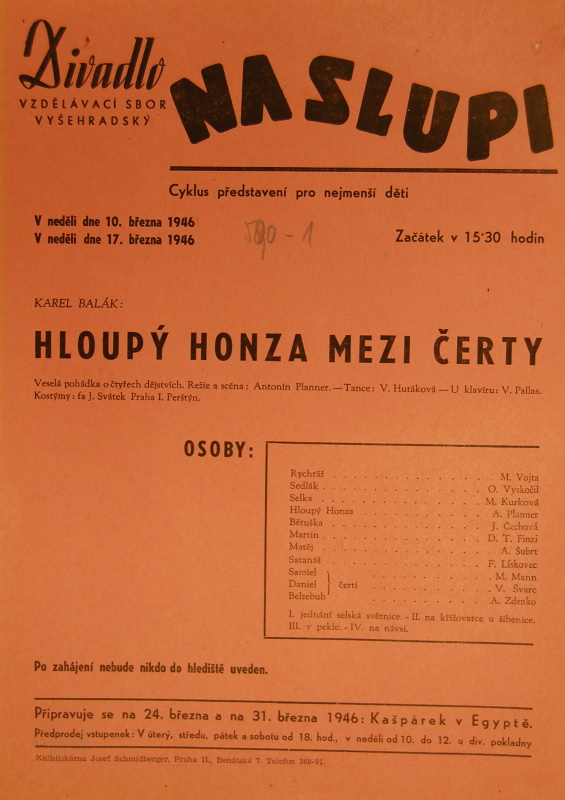 Divadlo
VZDĚLÁVACÍ SBOR
VYŠEHRADSKÝ
NA SLUPI
Cyklus představení pro nejmenší děti
V neděli dne 10. března 1946
V neděli dne 17. března 1946
590-1
Začátek v 15'30 hodin
KAREL BALÁK:
HLOUPÝ HONZA MEZI ČERTY
Veselá pohádka o čtyřech dějstvích. Režie a scéna: Antonín Planner. — Tance: V. Hutáková — U klavíru: V. Pallas.
Kostýmy: fa J. Svátek Praha I. Perštýn.
OSOBY:
Rychtář . . . . . . . . . . . . M. Vojta
Sedlák . . . . . . . . . . . . O. Vyskočil
Selka . . . . . . . . . . . . M. Kurková
Hloupý Honza . . . . . . . . . . A. Planner
Bětuška . . . . . . . . . . . . J. Čechová
Martin . . . . . . . . . . . . D. T. Finzi
Matěj . . . . . . . . . . . . A. Šubrt
Satanáš . . . . . . . . . . . . F. Lískovec
Samiel . . . . . . . . . . . . M. Mann
Daniel } čerti . . . . . . . . . . V. Švarc
Belzebub . . . . . . . . . . . . A. Zdenko
I. jednání selská světnice. - II. na křižovatce u šibenice.
III. v pekle. - IV. na návsi.
Po zahájení nebude nikdo do hlediště uveden.
Připravuje se na 24. března a na 31. března 1946: Kašpárek v Egyptě.
Předprodej vstupenek: V úterý, středu, pátek a sobotu od 18. hod., v neděli od 10. do 12. u div. pokladny
Knihtiskárna Josef Schmidberger, Praha II., Benátská 7. Telefon 369-91.